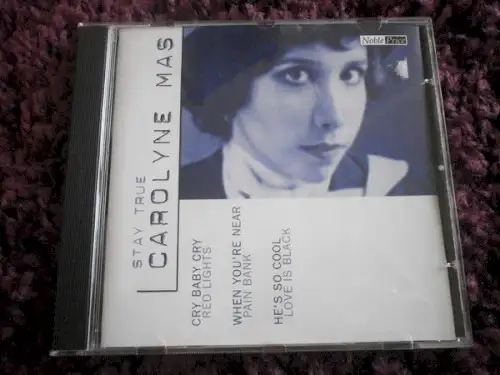 Noble Price
STAY TRUE
CAROLYNE MAS
CRY BABY CRY
RED LIGHTS
WHEN YOU'RE NEAR
PAIN BANK
HE'S SO COOL
LOVE IS BLACK